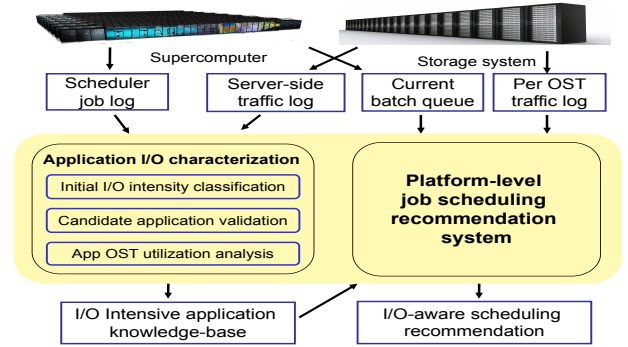 Supercomputer
Storage system
Scheduler
job log
Server-side
traffic log
Current
batch queue
Per OST
traffic log
Application I/O characterization
Initial I/O intensity classification
Candidate application validation
App OST utilization analysis
Platform-level
job scheduling
recommendation
system
I/O Intensive application
knowledge-base
I/O-aware scheduling
recommendation